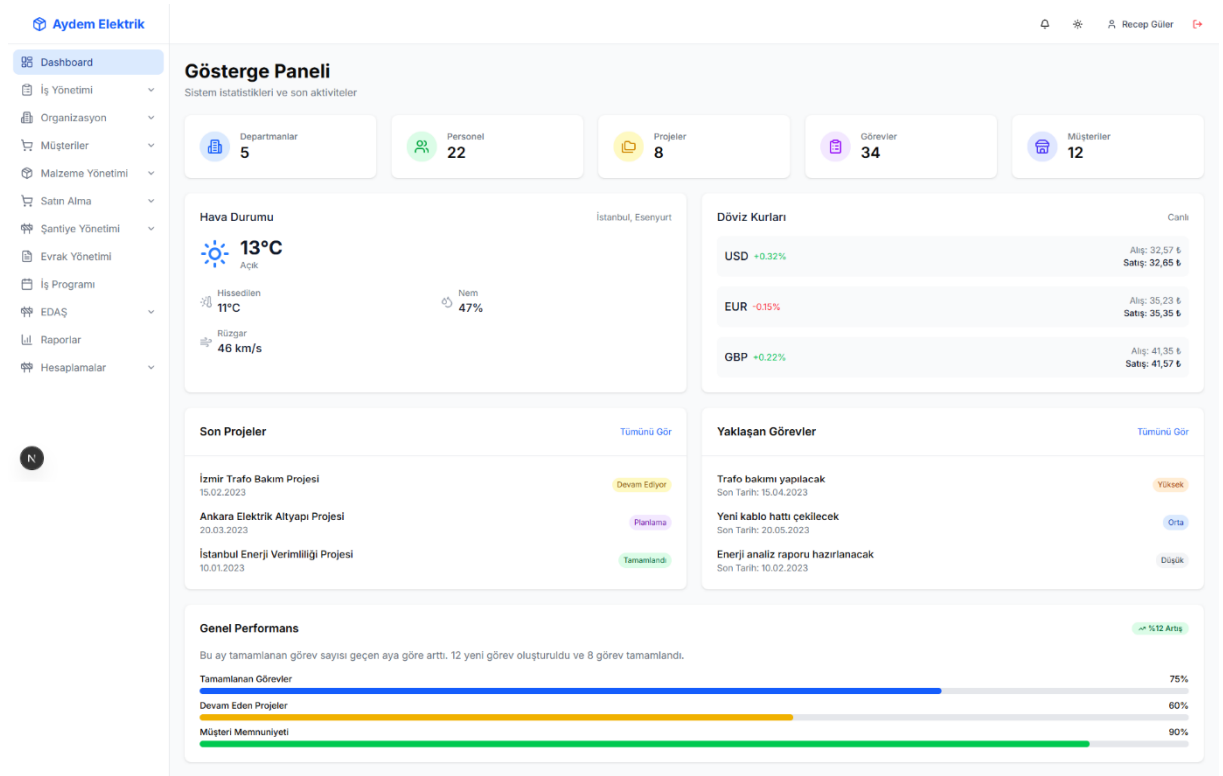 Aydem Elektrik
Recep Güler
Dashboard
İş Yönetimi
Organizasyon
Müşteriler
Malzeme Yönetimi
Satın Alma
Şantiye Yönetimi
Evrak Yönetimi
İş Programı
EDAŞ
Raporlar
Hesaplamalar
N
Gösterge Paneli
Sistem istatistikleri ve son aktiviteler
Departmanlar
5
Personel
22
Projeler
8
Görevler
34
Müşteriler
12
Hava Durumu İstanbul, Esenyurt
13°C
Açık
Hissedilen
11°C
Nem
47%
Rüzgar
46 km/s
Döviz Kurları Canlı
USD +0.32%
Alış: 32,57 ₺
Satış: 32,65 ₺
EUR -0.15%
Alış: 35,23 ₺
Satış: 35,35 ₺
GBP +0.22%
Alış: 41,35 ₺
Satış: 41,57 ₺
Son Projeler Tümünü Gör
İzmir Trafo Bakım Projesi
15.02.2023
Devam Ediyor
Ankara Elektrik Altyapı Projesi
20.03.2023
Planlama
İstanbul Enerji Verimliliği Projesi
10.01.2023
Tamamlandı
Yaklaşan Görevler Tümünü Gör
Trafo bakımı yapılacak
Son Tarih: 15.04.2023
Yüksek
Yeni kablo hattı çekilecek
Son Tarih: 20.05.2023
Orta
Enerji analiz raporu hazırlanacak
Son Tarih: 10.02.2023
Düşük
Genel Performans %12 Artış
Bu ay tamamlanan görev sayısı geçen aya göre arttı. 12 yeni görev oluşturuldu ve 8 görev tamamlandı.
Tamamlanan Görevler 75%
Devam Eden Projeler 60%
Müşteri Memnuniyeti 90%